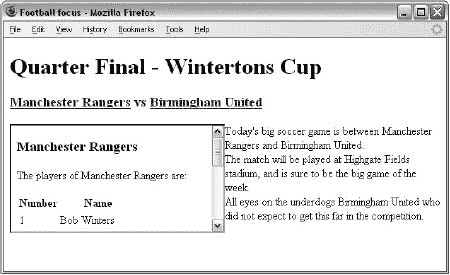 Football focus - Mozilla Firefox
File Edit View History Bookmarks Tools Help
Quarter Final - Wintertons Cup
Manchester Rangers vs Birmingham United
Manchester Rangers
The players of Manchester Rangers are:
Number Name
1 Bob Winters
Today's big soccer game is between Manchester
Rangers and Birmingham United.
The match will be played at Highgate Fields
stadium, and is sure to be the big game of the
week.
All eyes on the underdogs Birmingham United who
did not expect to get this far in the competition.